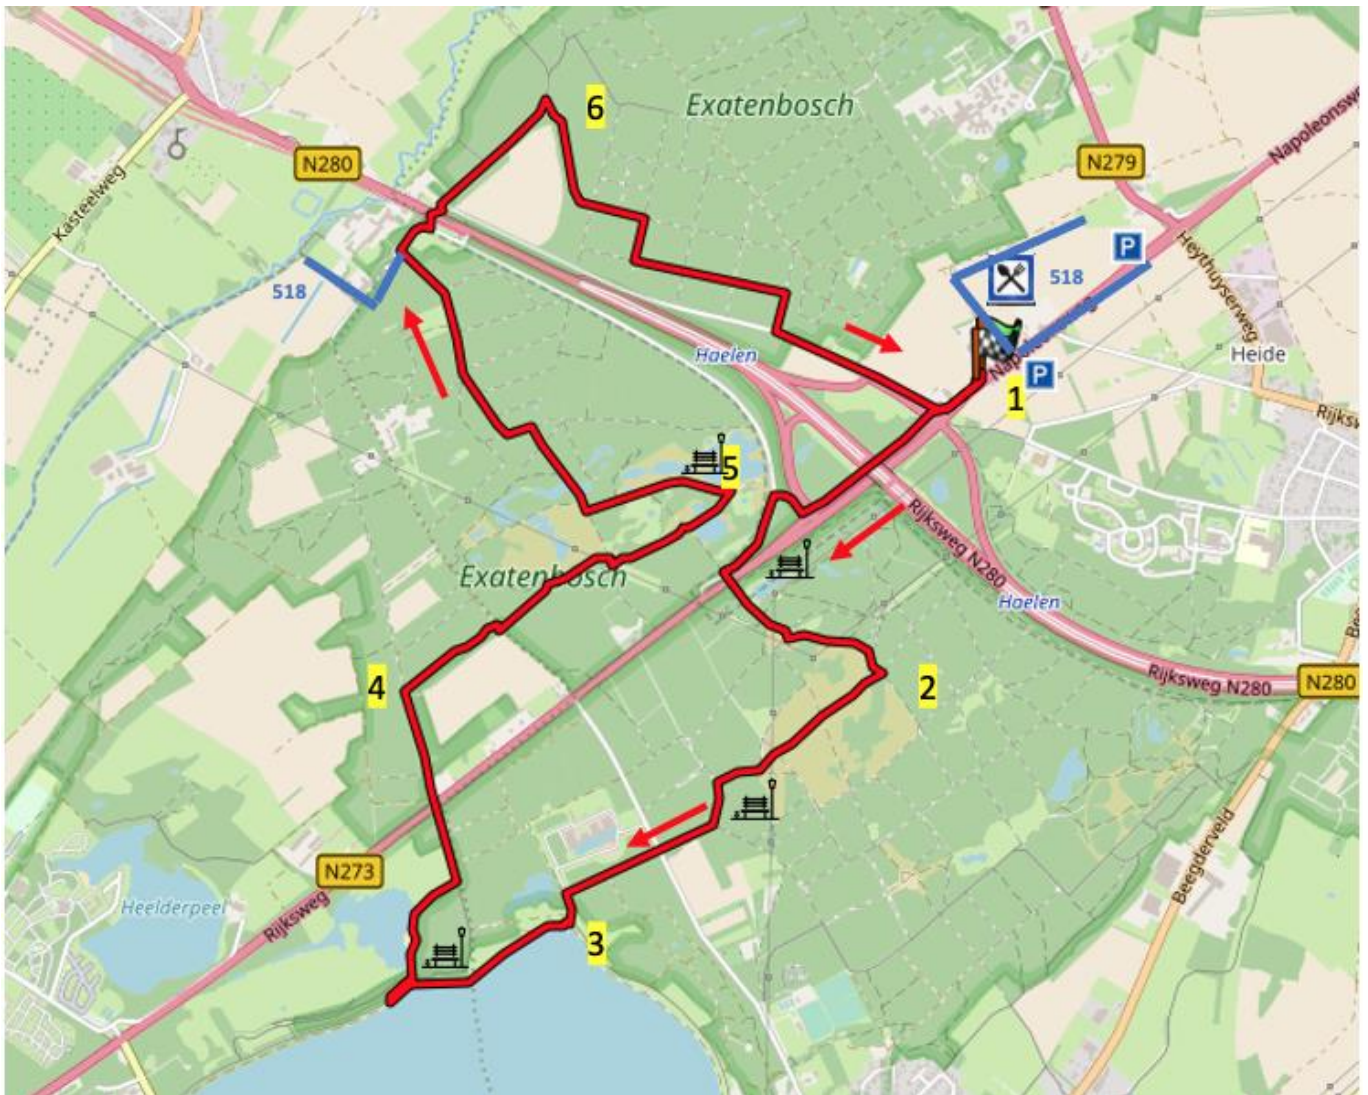 6
Exatenbosch
N280
N279
Napoleonsw
Kasteelweg
P
Heythuyserweg
518
518
Haelen
Heide
P
1
Rijksw
5
Rijksweg N280
Exatenbosch
Haelen
4
2
Rijksweg N280
N280
N273
Beegderveld
Heelderpeel
Rijksweg
3